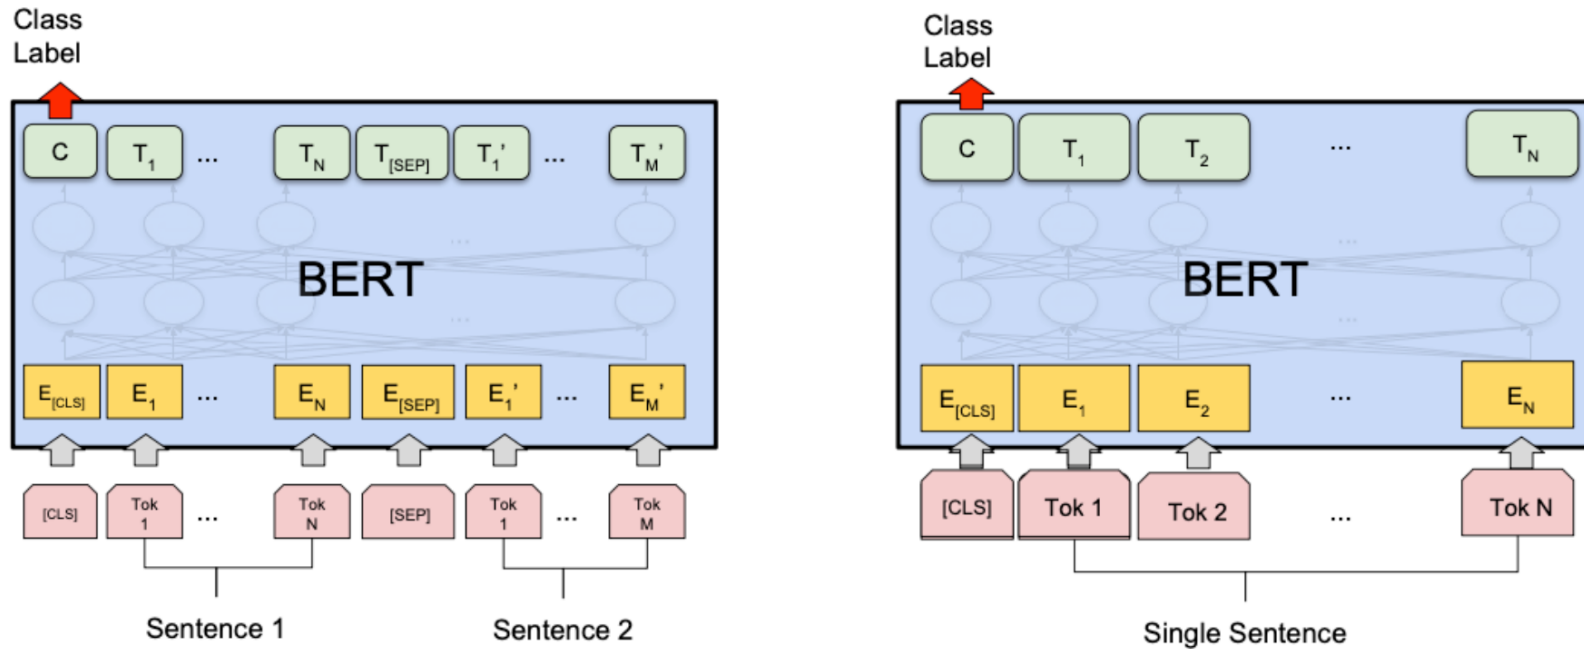 Class
Label
C T1 ... TN T[SEP] T1' ... TM'
...
BERT
...
E[CLS] E1 ... EN E[SEP] E1' ... EM'
[CLS] Tok 1 ... Tok N [SEP] Tok 1 ... Tok M
Sentence 1 Sentence 2
Class
Label
C T1 T2 ... TN
...
BERT
...
E[CLS] E1 E2 ... EN
[CLS] Tok 1 Tok 2 ... Tok N
Single Sentence